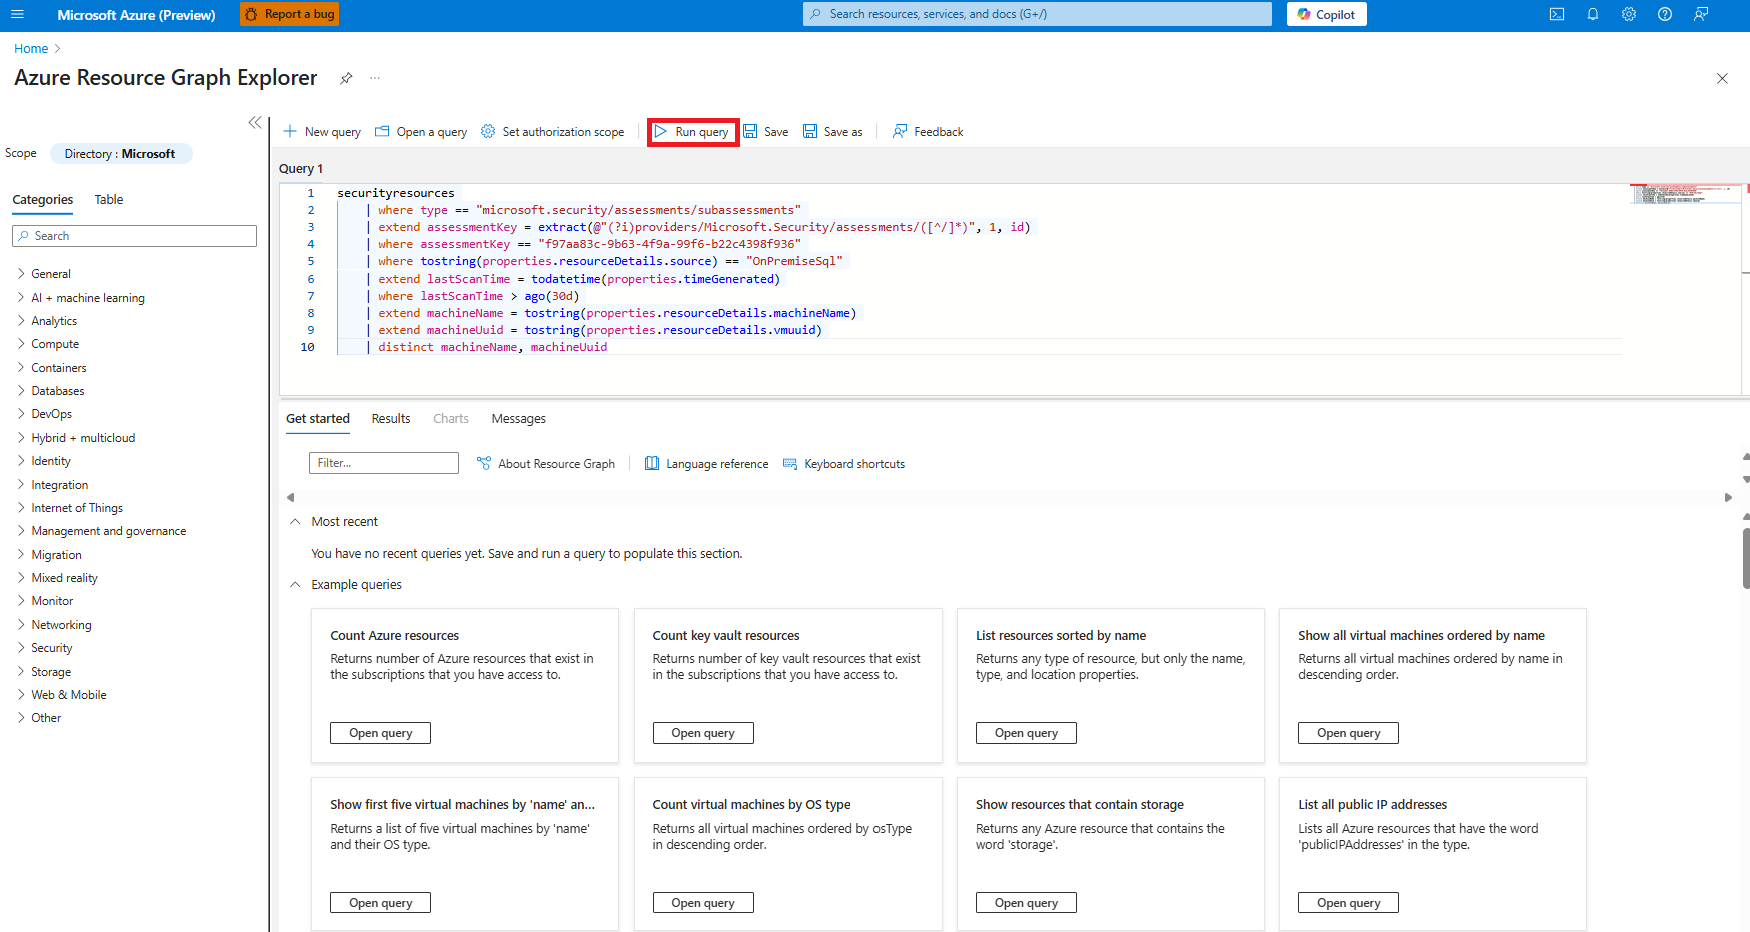 Microsoft Azure (Preview)
Report a bug
Search resources, services, and docs (G+/)
Copilot
Home
Azure Resource Graph Explorer
...
Scope
Directory : Microsoft
New query
Open a query
Set authorization scope
Run query
Save
Save as
Feedback
Categories
Table
Search
General
AI + machine learning
Analytics
Compute
Containers
Databases
DevOps
Hybrid + multicloud
Identity
Integration
Internet of Things
Management and governance
Migration
Mixed reality
Monitor
Networking
Security
Storage
Web & Mobile
Other
Query 1
1 securityresources
2 | where type == "microsoft.security/assessments/subassessments"
3 | extend assessmentKey = extract(@"(?i)providers/Microsoft.Security/assessments/([^/]*)", 1, id)
4 | where assessmentKey == "f97aa83c-9b63-4f9a-99f6-b22c4398f936"
5 | where tostring(properties.resourceDetails.source) == "OnPremiseSql"
6 | extend lastScanTime = todatetime(properties.timeGenerated)
7 | where lastScanTime > ago(30d)
8 | extend machineName = tostring(properties.resourceDetails.machineName)
9 | extend machineUuid = tostring(properties.resourceDetails.vmuuid)
10 | distinct machineName, machineUuid
Get started
Results
Charts
Messages
Filter...
About Resource Graph
Language reference
Keyboard shortcuts
Most recent
You have no recent queries yet. Save and run a query to populate this section.
Example queries
Count Azure resources
Returns number of Azure resources that exist in
the subscriptions that you have access to.
Open query
Count key vault resources
Returns number of key vault resources that exist
in the subscriptions that you have access to.
Open query
List resources sorted by name
Returns any type of resource, but only the name,
type, and location properties.
Open query
Show all virtual machines ordered by name
Returns all virtual machines ordered by name in
descending order.
Open query
Show first five virtual machines by 'name' an...
Returns a list of five virtual machines by 'name'
and their OS type.
Open query
Count virtual machines by OS type
Returns all virtual machines ordered by osType
in descending order.
Open query
Show resources that contain storage
Returns any Azure resource that contains the
word 'storage'.
Open query
List all public IP addresses
Lists all Azure resources that have the word
'publicIPAddresses' in the type.
Open query